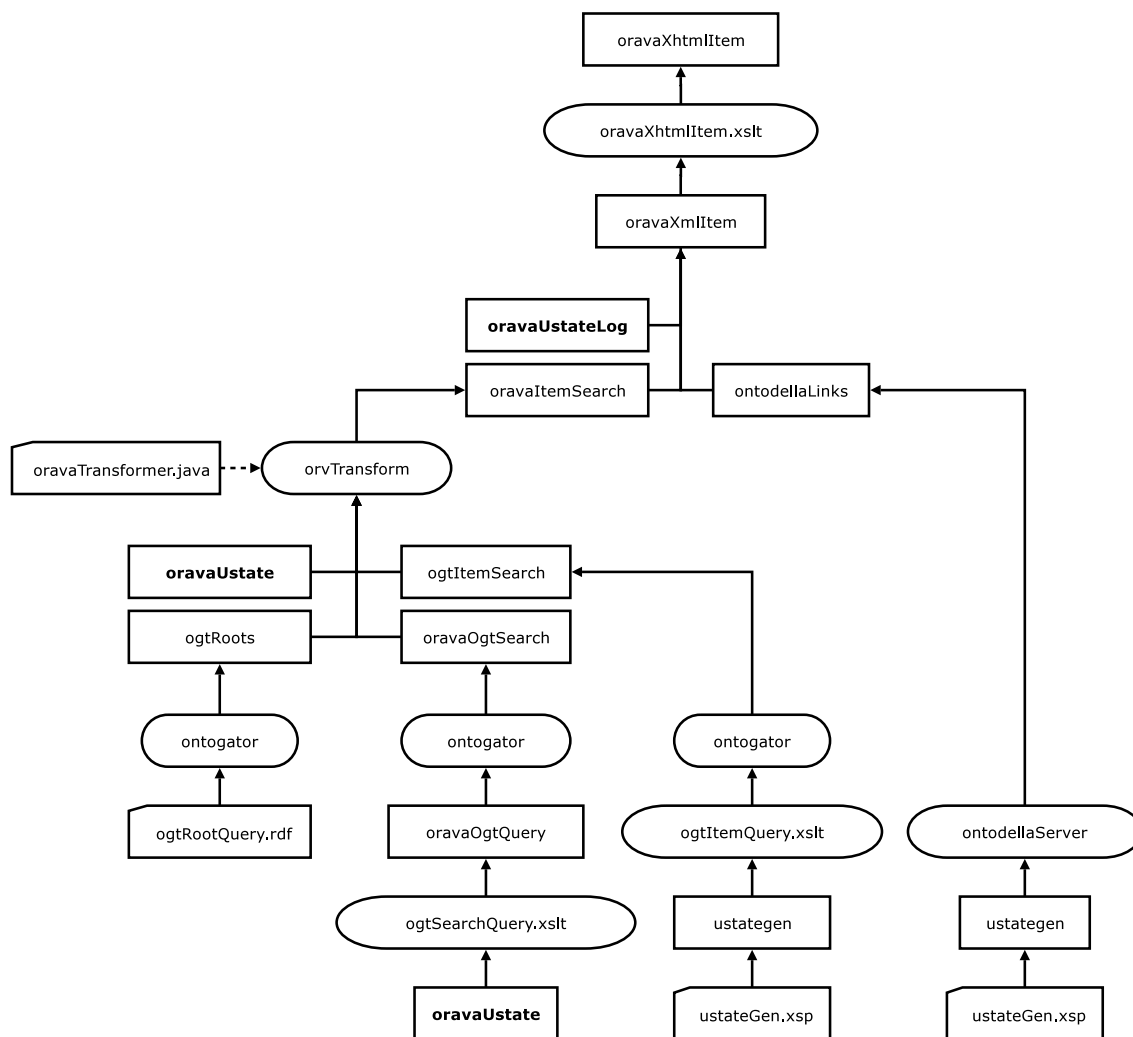 oravaXhtmlItem
oravaXhtmlItem.xslt
oravaXmlItem
oravaUstateLog
oravaItemSearch
ontodellaLinks
oravaTransformer.java
orvTransform
oravaUstate
ogtItemSearch
ogtRoots
oravaOgtSearch
ontogator
ontogator
ontogator
ogtRootQuery.rdf
oravaOgtQuery
ogtItemQuery.xslt
ontodellaServer
ogtSearchQuery.xslt
ustategen
ustategen
oravaUstate
ustateGen.xsp
ustateGen.xsp